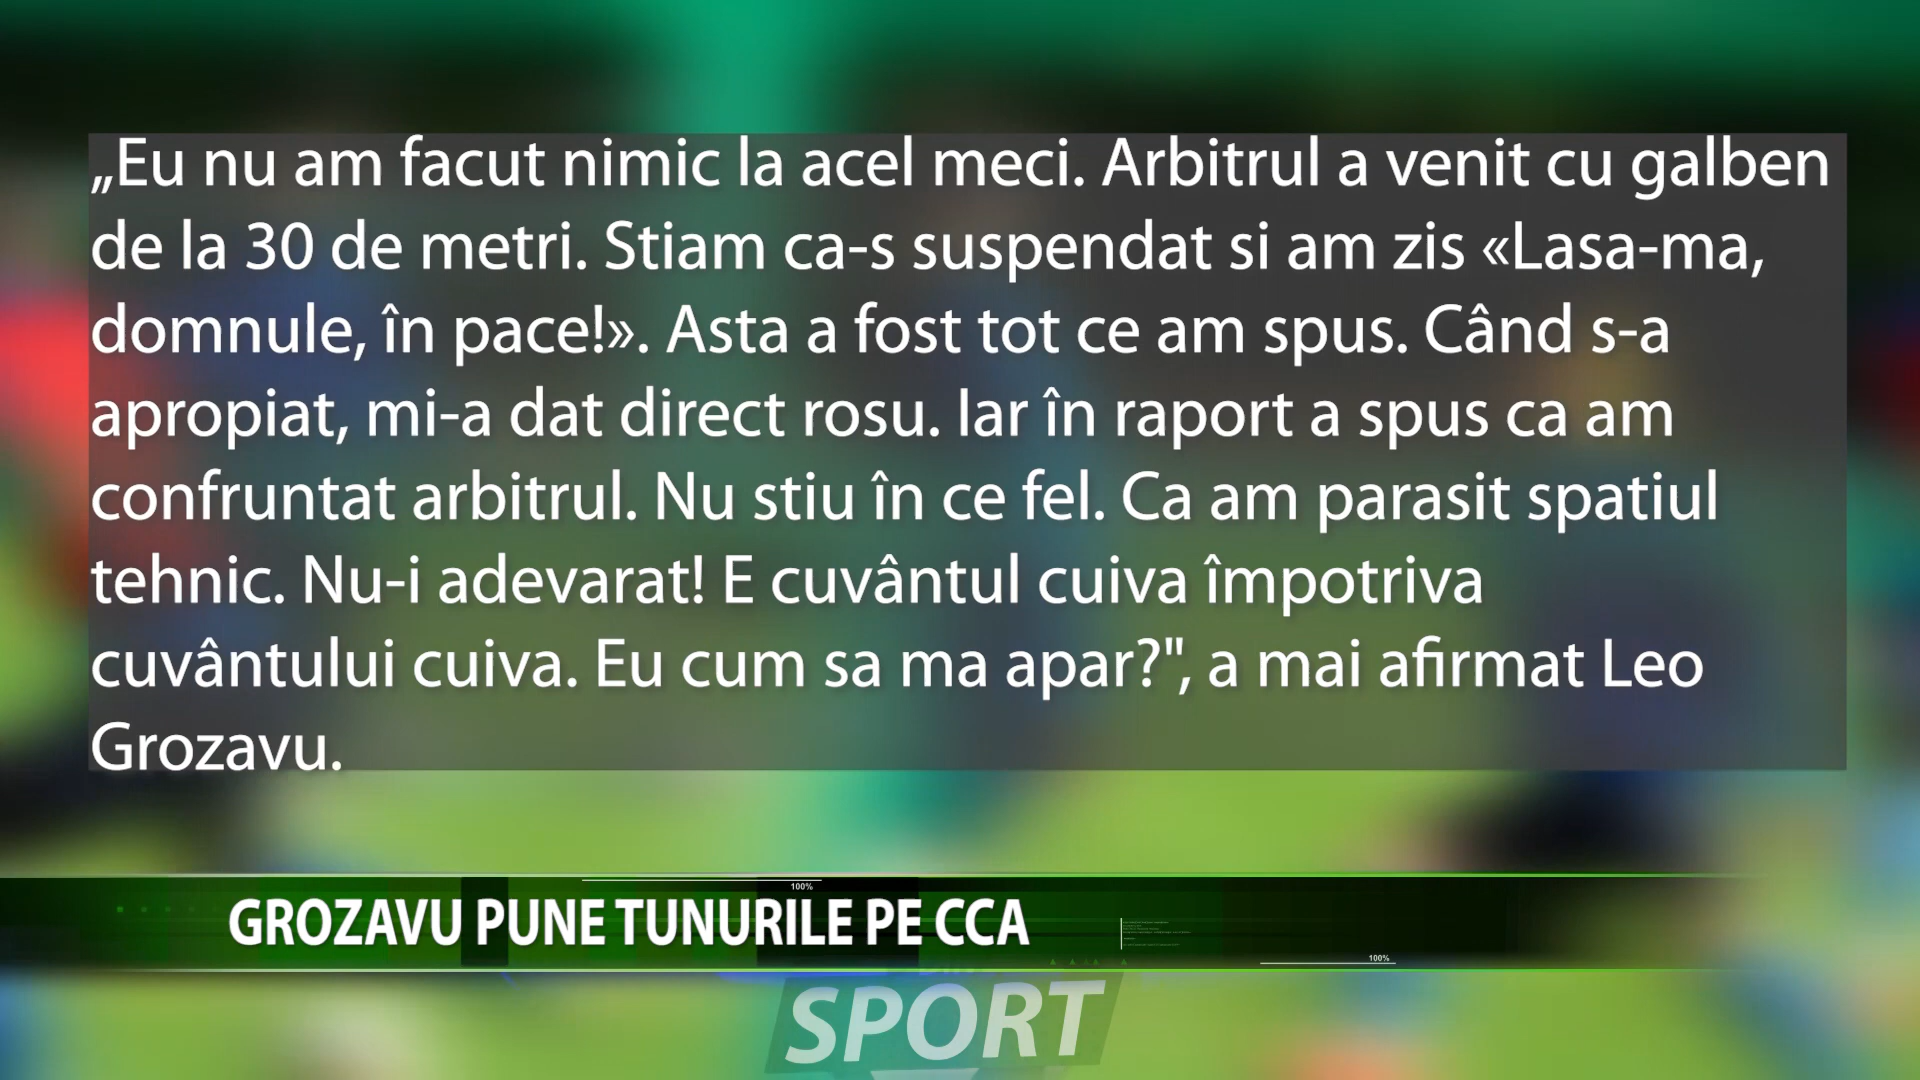 „Eu nu am facut nimic la acel meci. Arbitrul a venit cu galben
de la 30 de metri. Stiam ca-s suspendat si am zis «Lasa-ma,
domnule, în pace!». Asta a fost tot ce am spus. Când s-a
apropiat, mi-a dat direct rosu. Iar în raport a spus ca am
confruntat arbitrul. Nu stiu în ce fel. Ca am parasit spatiul
tehnic. Nu-i adevarat! E cuvântul cuiva împotriva
cuvântului cuiva. Eu cum sa ma apar?", a mai afirmat Leo
Grozavu.
100%
GROZAVU PUNE TUNURILE PE CCA
100%
SPORT